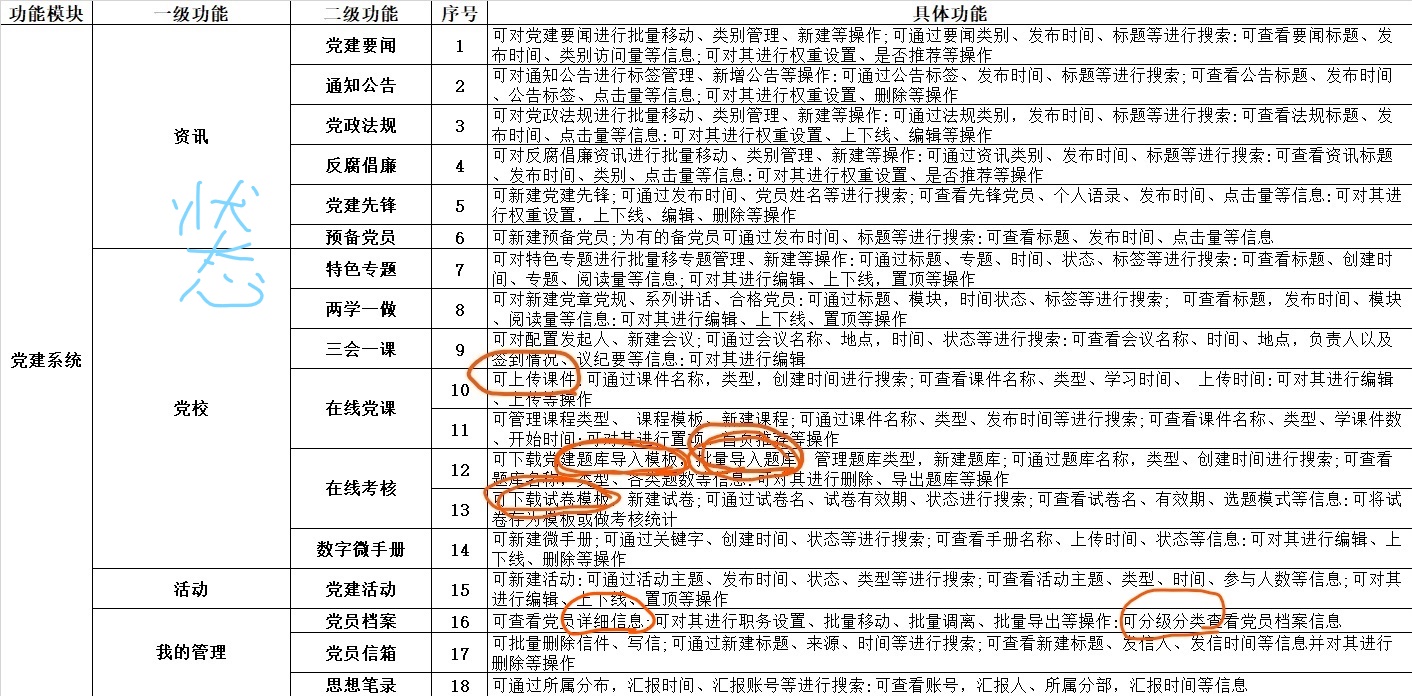 功能模块 一级功能 二级功能 序号 具体功能
党建系统
资讯
党建要闻 1 可对党建要闻进行批量移动、类别管理、新建等操作;可通过要闻类别、发布时间、标题等进行搜索:可查看要闻标题、发
布时间、类别访问量等信息;可对其进行权重设置、是否推荐等操作
通知公告 2 可对通知公告进行标签管理、新增公告等操作:可通过公告标签、发布时间、标题等进行搜索;可查看公告标题、发布时间
、公告标签、点击量等信息;可对其进行权重设置、删除等操作
党政法规 3 可对党政法规进行批量移动、类别管理、新建等操作:可通过法规类别，发布时间、标题等进行搜索:可查看法规标题、发
布时间、点击量等信息:可对其进行权重设置、上下线、编辑等操作
反腐倡廉 4 可对反腐倡廉资讯进行批量移动、类别管理、新建等操作:可通过资讯类别、发布时间、标题等进行搜索:可查看资讯标题
、发布时间、类别、点击量等信息:可对其进行权重设置、是否推荐等操作
党建先锋 5 可新建党建先锋;可通过发布时间、党员姓名等进行搜索;可查看先锋党员、个人语录、发布时间、点击量等信息:可对其进
行权重设置，上下线、编辑、删除等操作
预备党员 6 可新建预备党员;为有的备党员可通过发布时间、标题等进行搜索:可查看标题、发布时间、点击量等信息
状态
党校
特色专题 7 可对特色专题进行批量移专题管理、新建等操作:可通过标题、专题、时间、状态、标签等进行搜索:可查看标题、创建时
间、专题、阅读量等信息;可对其进行编辑、上下线，置顶等操作
两学一做 8 可对新建党章党规、系列讲话、合格党员:可通过标题、模块，时间状态、标签等进行搜索; 可查看标题，发布时间、模块
、阅读量等信息:可对其进行编辑、上下线、置顶等操作
三会一课 9 可对配置发起人、新建会议;可通过会议名称、地点，时间、状态等进行搜索:可查看会议名称、时间、地点，负责人以及
签到情况、议纪要等信息:可对其进行编辑
在线党课 10 可上传课件;可通过课件名称，类型，创建时间进行搜索;可查看课件名称、类型、学习时间、 上传时间:可对其进行编辑
、上传等操作
11 可管理课程类型、 课程模板、新建课程;可通过课件名称、类型、发布时间等进行搜索;可查看课件名称、类型、学课件数
、开始时间:可对其进行置顶、首页推荐等操作
在线考核 12 可下载党建题库导入模板，批量导入题库、管理题库类型，新建题库;可通过题库名称，类型、创建时间进行搜索;可查看
题库名称，类型、各类题数等信息:可对其进行删除、导出题库等操作
13 可下载试卷模板、新建试卷;可通过试卷名、试卷有效期、状态进行搜索;可查看试卷名、有效期、选题模式等信息:可将试
卷存为模板或做考核统计
数字微手册 14 可新建微手册;可通过关键字、创建时间、状态等进行搜索;可查看手册名称、上传时间、状态等信息:可对其进行编辑、上
下线、删除等操作
活动 党建活动 15 可新建活动:可通过活动主题、发布时间、状态、类型等进行搜索;可查看活动主题、类型、时间、参与人数等信息;可对其
进行编辑、上下线、置顶等操作
我的管理
党员档案 16 可查看党员详细信息;可对其进行职务设置、批量移动、批量调离、批量导出等操作:可分级分类查看党员档案信息
党员信箱 17 可批量删除信件、写信;可通过新建标题、来源、时间等进行搜索;可查看新建标题、发信人、发信时间等信息并对其进行
删除等操作
思想笔录 18 可通过所属分布，汇报时间、汇报账号等进行搜索:可查看账号，汇报人、所属分部，汇报时间等信息